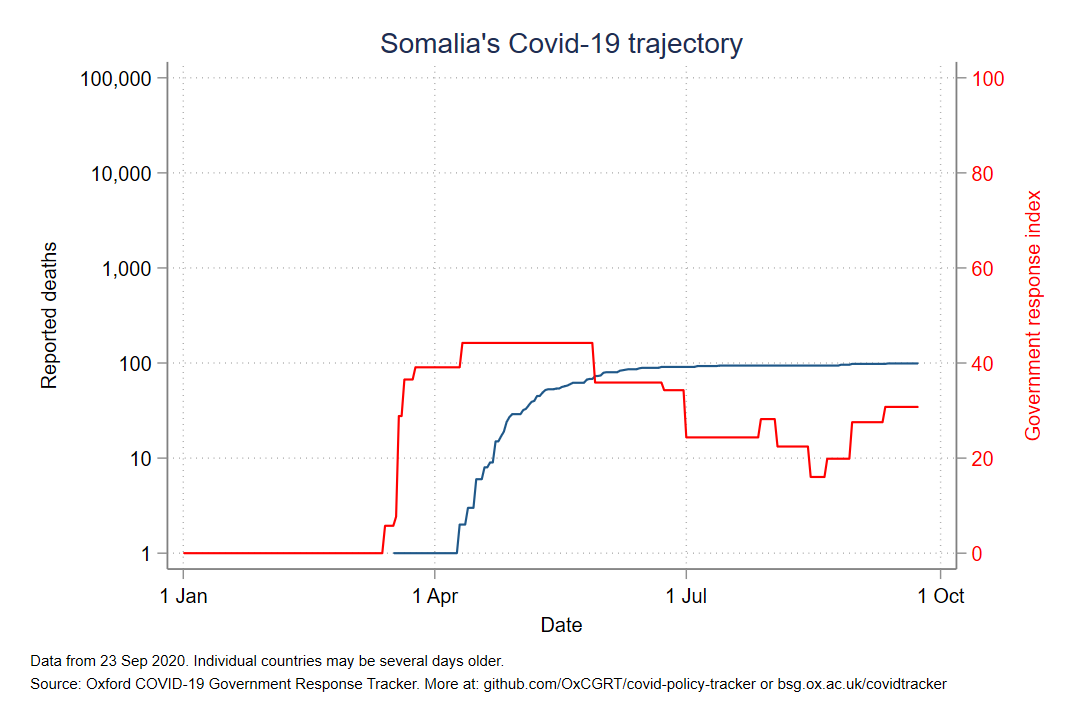 Somalia's Covid-19 trajectory
100,000
10,000
1,000
100
10
1
Reported deaths
100
80
60
40
20
0
Government response index
1 Jan
1 Apr
1 Jul
1 Oct
Date
Data from 23 Sep 2020. Individual countries may be several days older.
Source: Oxford COVID-19 Government Response Tracker. More at: github.com/OxCGRT/covid-policy-tracker or bsg.ox.ac.uk/covidtracker